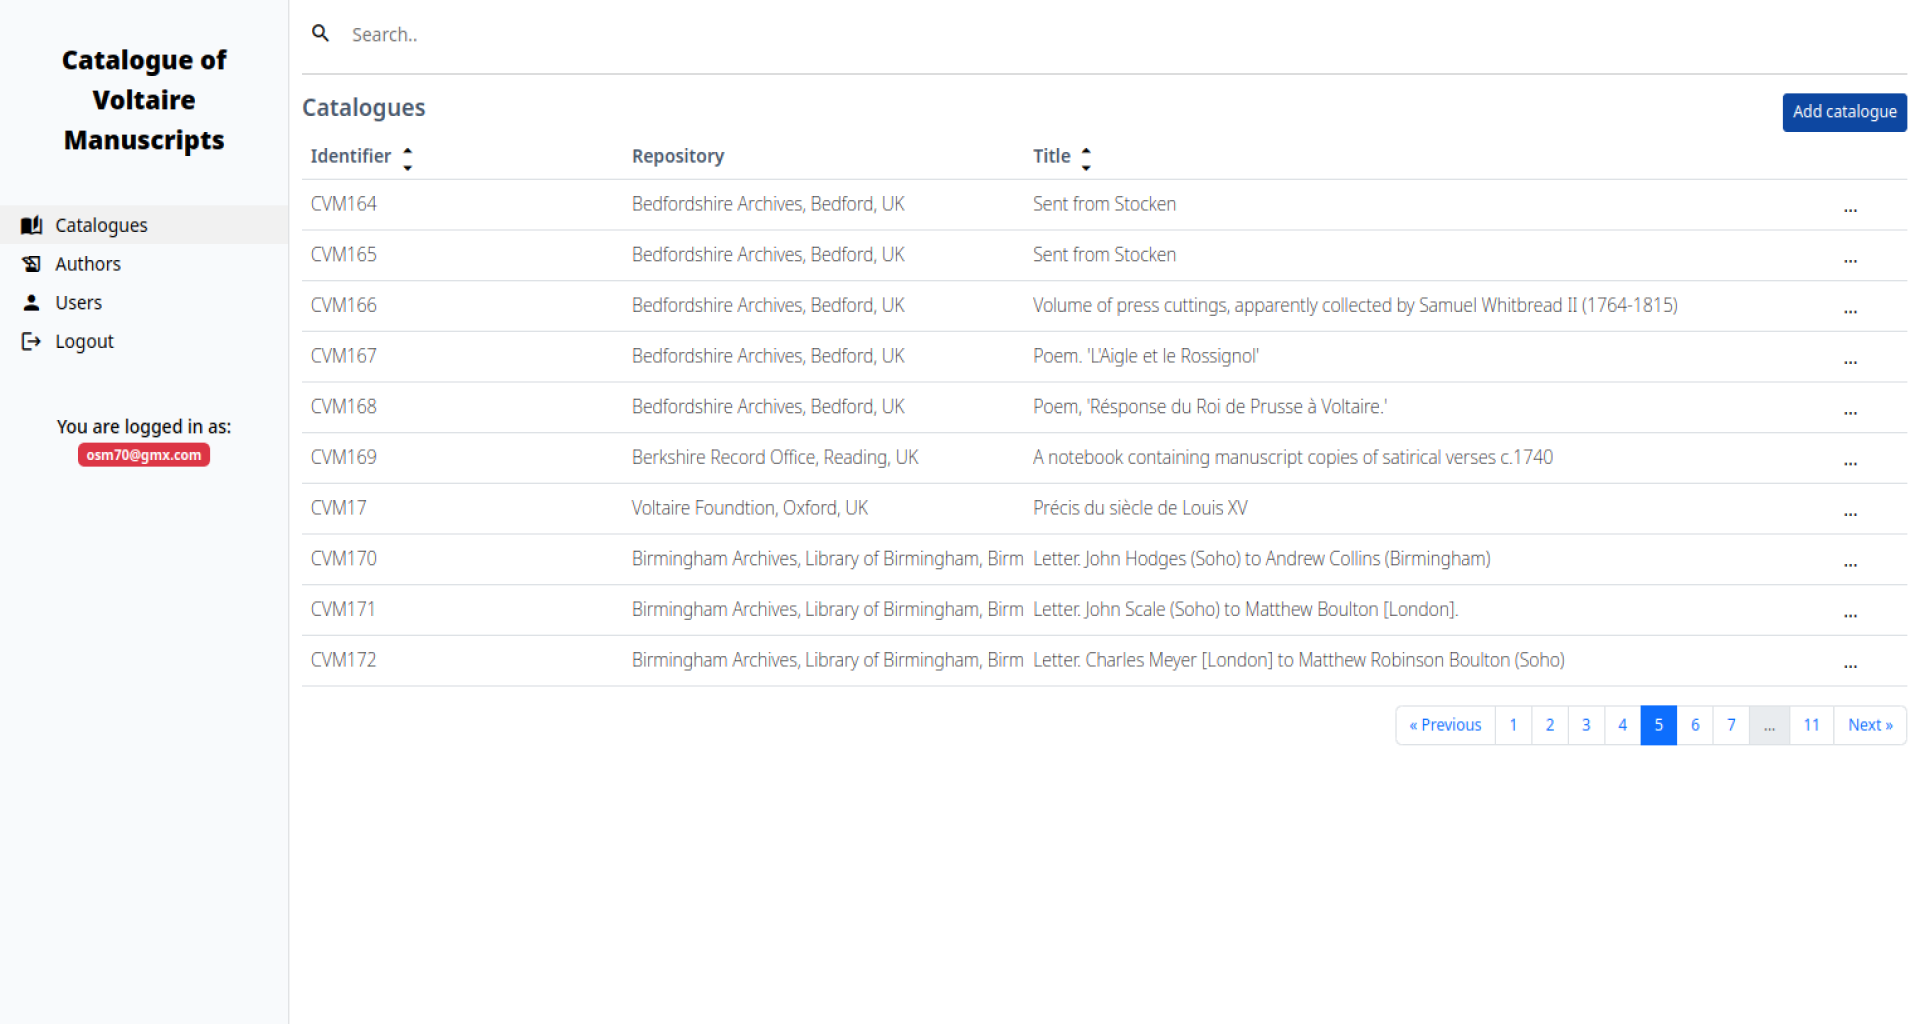 Catalogue of
Voltaire
Manuscripts
Catalogues
Authors
Users
Logout
You are logged in as:
osm70@gmx.com
Search..
Catalogues
Add catalogue
Identifier Repository Title
CVM164 Bedfordshire Archives, Bedford, UK Sent from Stocken ...
CVM165 Bedfordshire Archives, Bedford, UK Sent from Stocken ...
CVM166 Bedfordshire Archives, Bedford, UK Volume of press cuttings, apparently collected by Samuel Whitbread II (1764-1815) ...
CVM167 Bedfordshire Archives, Bedford, UK Poem. 'L'Aigle et le Rossignol' ...
CVM168 Bedfordshire Archives, Bedford, UK Poem, 'Résponse du Roi de Prusse à Voltaire.' ...
CVM169 Berkshire Record Office, Reading, UK A notebook containing manuscript copies of satirical verses c.1740 ...
CVM17 Voltaire Foundtion, Oxford, UK Précis du siècle de Louis XV ...
CVM170 Birmingham Archives, Library of Birmingham, Birm Letter. John Hodges (Soho) to Andrew Collins (Birmingham) ...
CVM171 Birmingham Archives, Library of Birmingham, Birm Letter. John Scale (Soho) to Matthew Boulton [London]. ...
CVM172 Birmingham Archives, Library of Birmingham, Birm Letter. Charles Meyer [London] to Matthew Robinson Boulton (Soho) ...
« Previous 1 2 3 4 5 6 7 ... 11 Next »